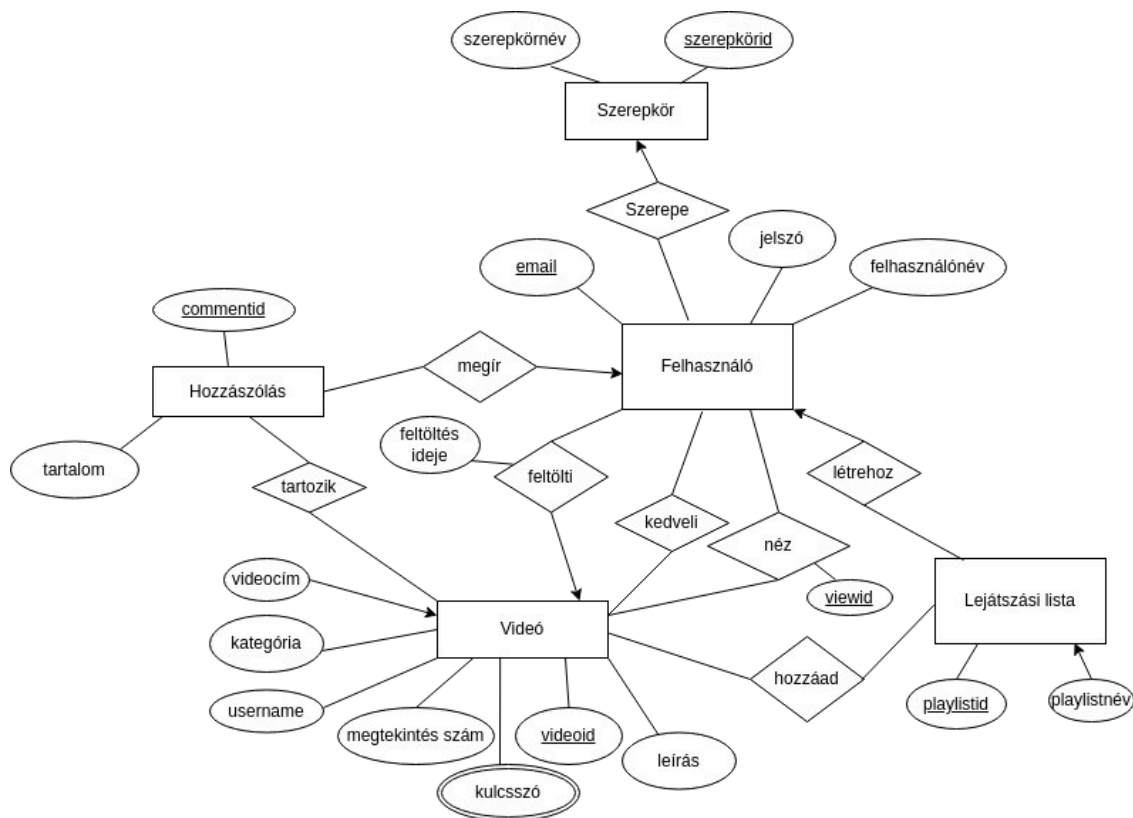 szerepkörnév
szerepkörid
Szerepkör
Szerepe
jelszó
email
felhasználónév
commentid
megír
Felhasználó
Hozzászólás
feltöltés
ideje
tartalom
feltölti
létrehoz
tartozik
kedveli
néz
videocím
viewid
Lejátszási lista
Videó
kategória
hozzáad
username
playlistid
playlistnév
megtekintés szám
videoid
leírás
kulcsszó